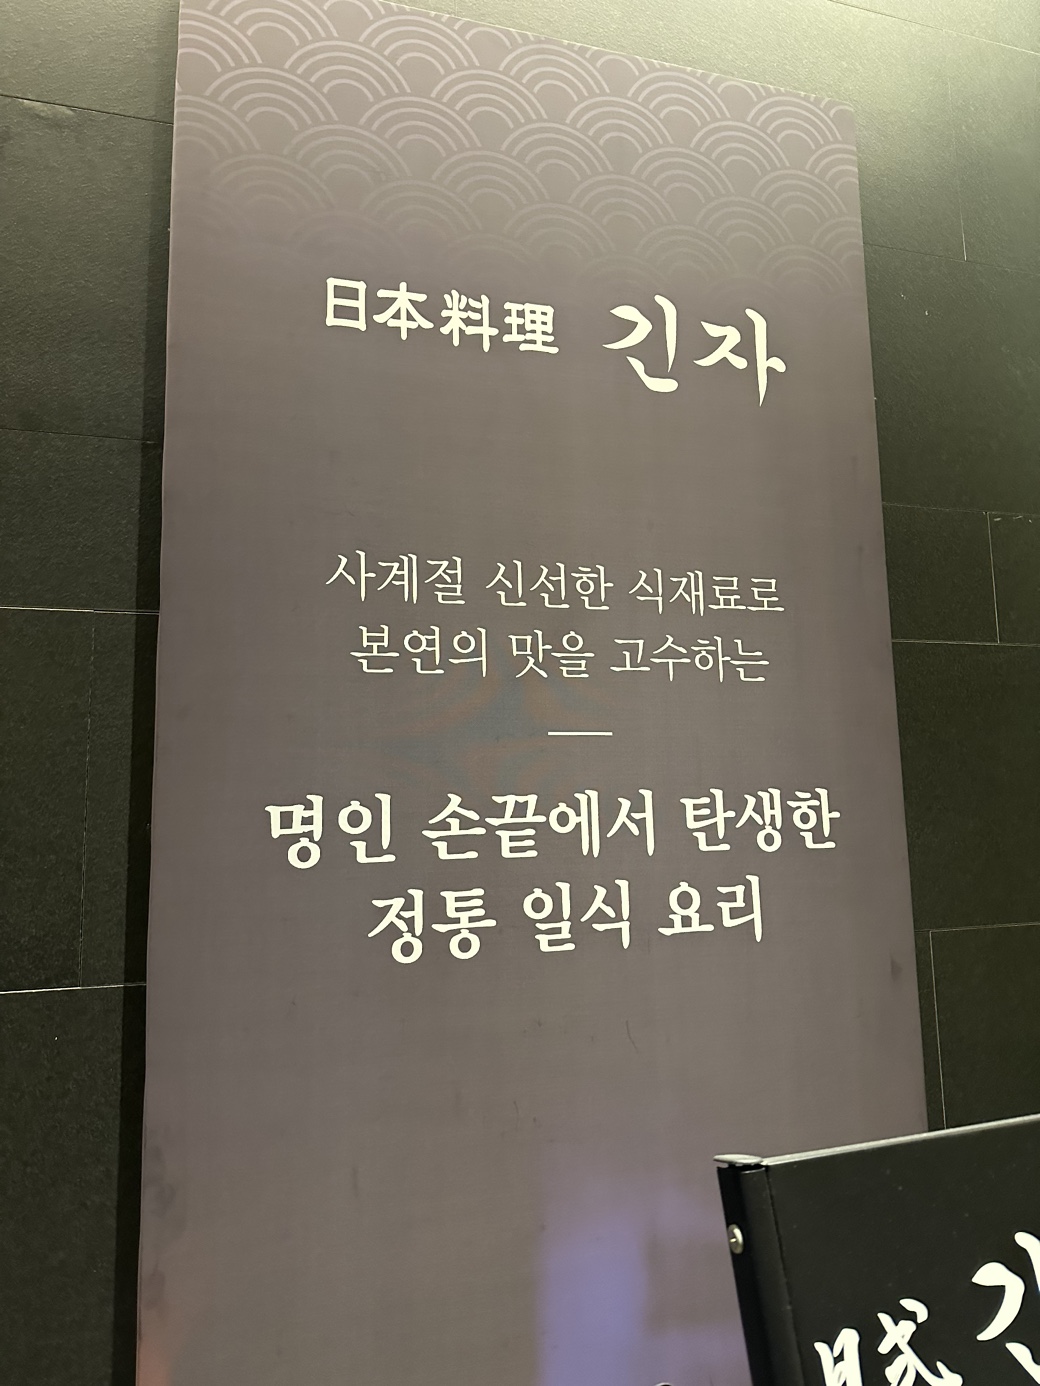 日本料理 긴자
사계절 신선한 식재료로
본연의 맛을 고수하는
명인 손끝에서 탄생한
정통 일식 요리